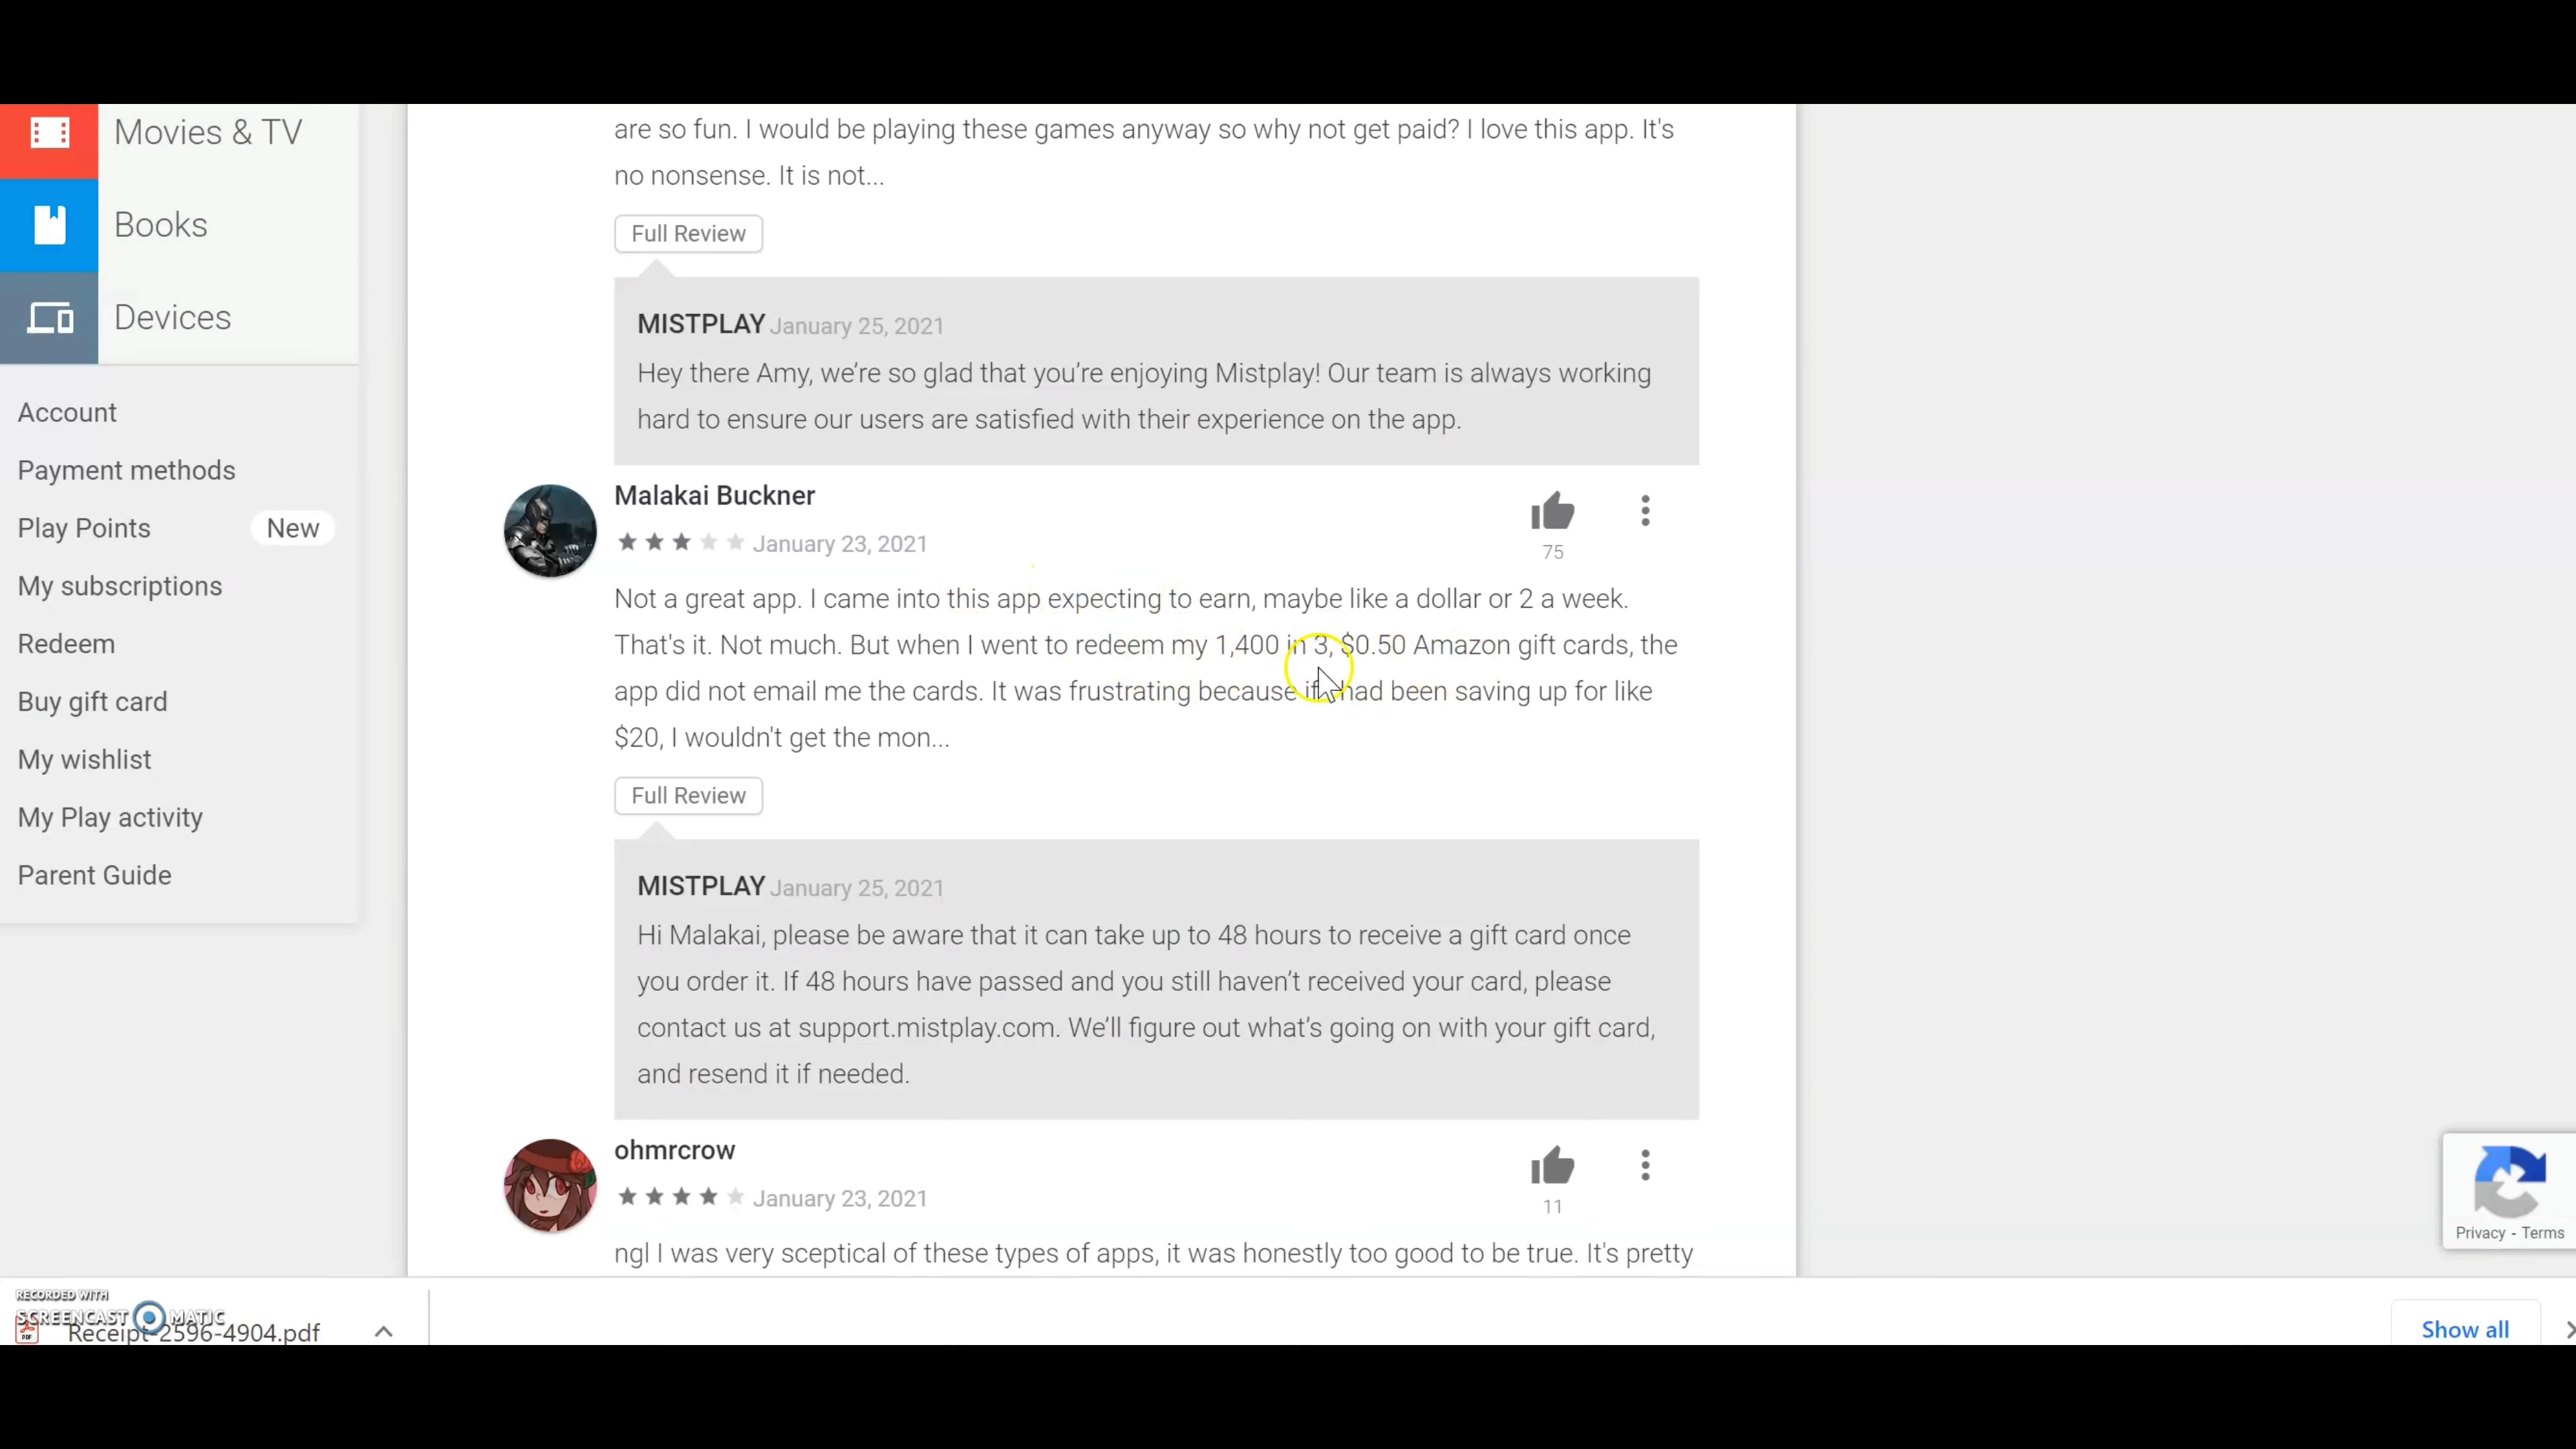 Movies & TV
Books
Devices
Account
Payment methods
Play Points New
My subscriptions
Redeem
Buy gift card
My wishlist
My Play activity
Parent Guide
are so fun. I would be playing these games anyway so why not get paid? I love this app. It's
no nonsense. It is not...
Full Review
MISTPLAY January 25, 2021
Hey there Amy, we’re so glad that you’re enjoying Mistplay! Our team is always working
hard to ensure our users are satisfied with their experience on the app.
Malakai Buckner
January 23, 2021
75
Not a great app. I came into this app expecting to earn, maybe like a dollar or 2 a week.
That's it. Not much. But when I went to redeem my 1,400 in 3, $0.50 Amazon gift cards, the
app did not email me the cards. It was frustrating because if had been saving up for like
$20, I wouldn't get the mon...
Full Review
MISTPLAY January 25, 2021
Hi Malakai, please be aware that it can take up to 48 hours to receive a gift card once
you order it. If 48 hours have passed and you still haven’t received your card, please
contact us at support.mistplay.com. We’ll figure out what’s going on with your gift card,
and resend it if needed.
ohmrcrow
January 23, 2021
11
ngl I was very sceptical of these types of apps, it was honestly too good to be true. It's pretty
Privacy - Terms
RECORDED WITH
SCREENCAST MATIC
Receipt-2596-4904.pdf
Show all